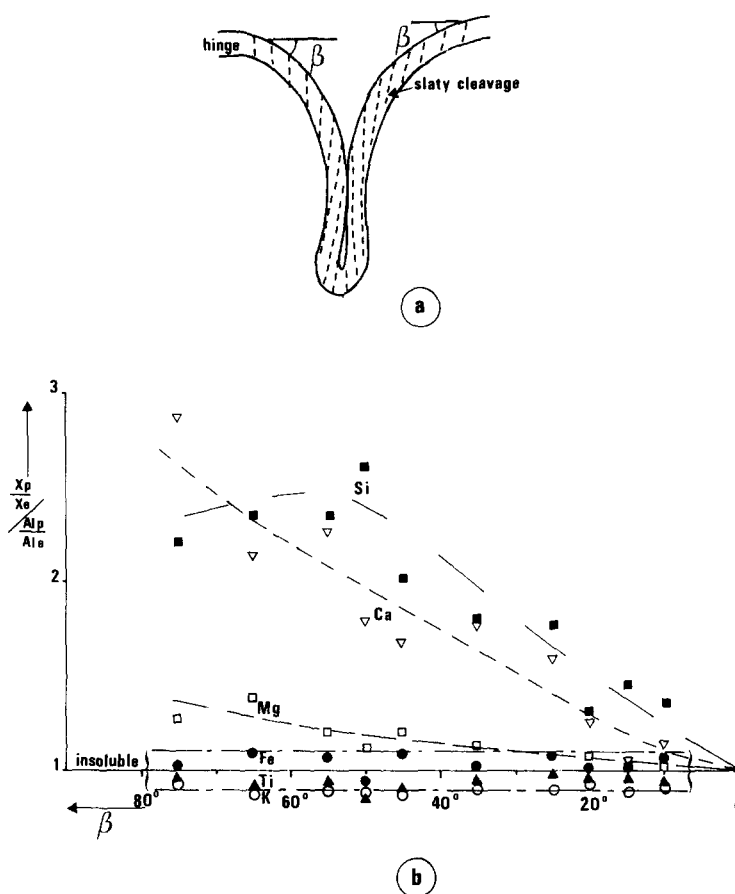 β
β
hinge
slaty cleavage
a
3
Xp
Xe
Alp
Ale
Si
2
Ca
Mg
insoluble
Fe
1
Ti
K
80° 60° 40° 20°
β
b